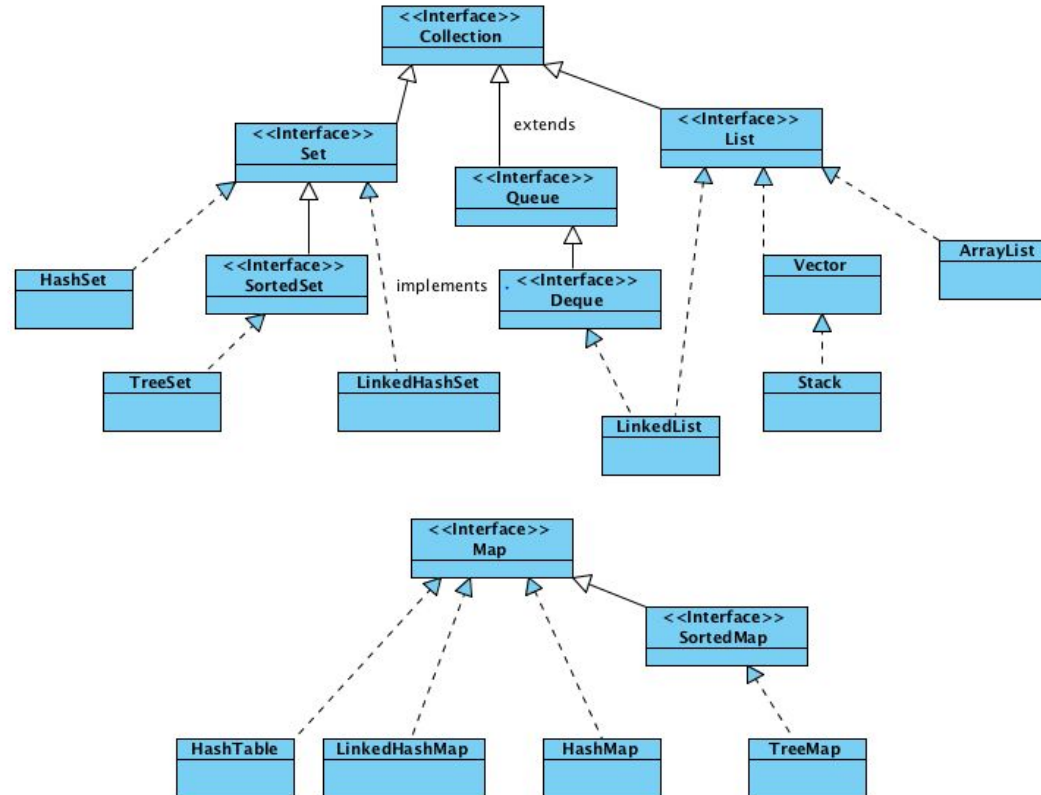 <<Interface>>
Collection
<<Interface>>
Set
extends
<<Interface>>
List
<<Interface>>
Queue
HashSet
<<Interface>>
SortedSet
implements
<<Interface>>
Deque
Vector
ArrayList
TreeSet
LinkedHashSet
LinkedList
Stack
<<Interface>>
Map
<<Interface>>
SortedMap
HashTable
LinkedHashMap
HashMap
TreeMap